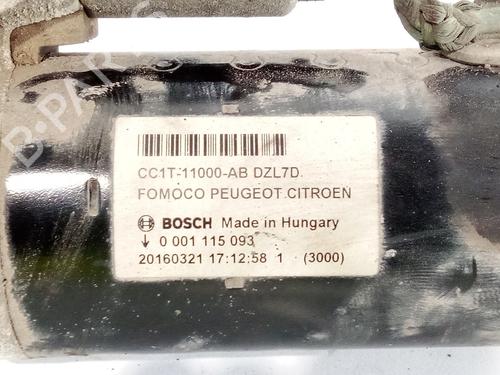 B-PARTS
CC1T-11000-AB DZL7D
FOMOCO PEUGEOT CITROEN
BOSCH Made in Hungary
0 001 115 093
20160321 17:12:58 1 (3000)